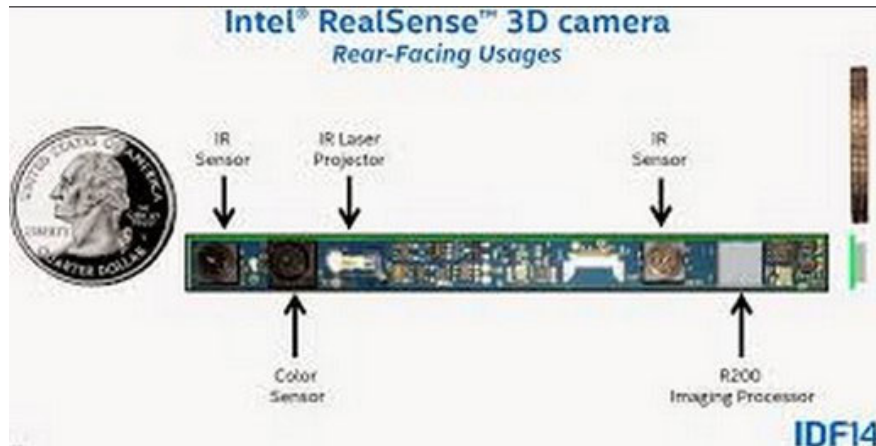 Intel® RealSense™ 3D camera
Rear-Facing Usages
IR
Sensor
IR Laser
Projector
IR
Sensor
UNITED STATES OF AMERICA
LIBERTY
QUARTER DOLLAR
Color
Sensor
R200
Imaging Processor
IDF14